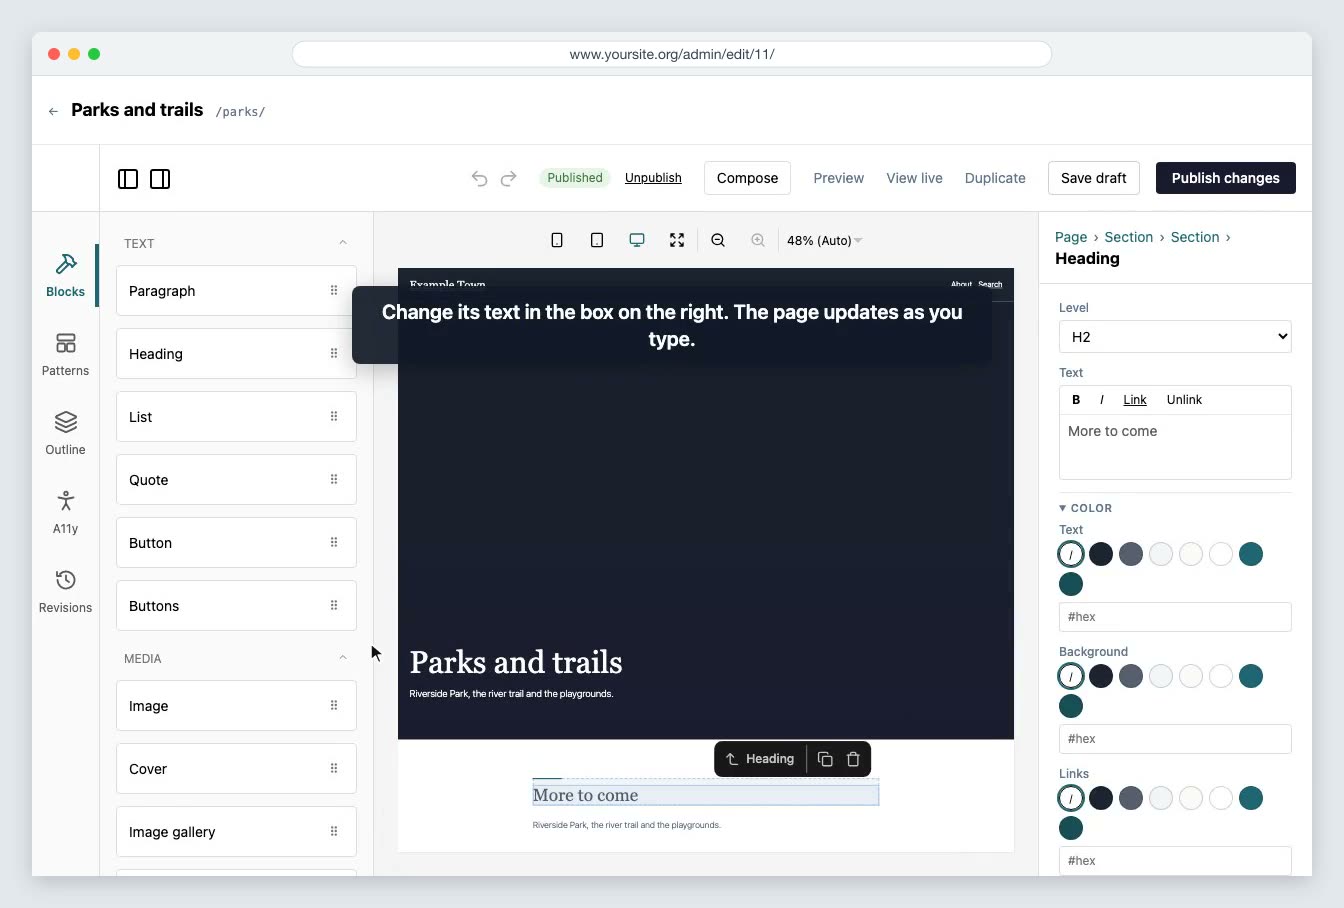 www.yoursite.org/admin/edit/11/
← Parks and trails /parks/
Published Unpublish Compose Preview View live Duplicate Save draft Publish changes
Blocks
Patterns
Outline
A11y
Revisions
TEXT
Paragraph
Heading
List
Quote
Button
Buttons
MEDIA
Image
Cover
Image gallery
48% (Auto)
Example Town
About Search
Change its text in the box on the right. The page updates as you
type.
Parks and trails
Riverside Park, the river trail and the playgrounds.
Heading
More to come
Riverside Park, the river trail and the playgrounds.
Page › Section › Section ›
Heading
Level
H2
Text
B I Link Unlink
More to come
▼ COLOR
Text
/
#hex
Background
/
#hex
Links
/
#hex